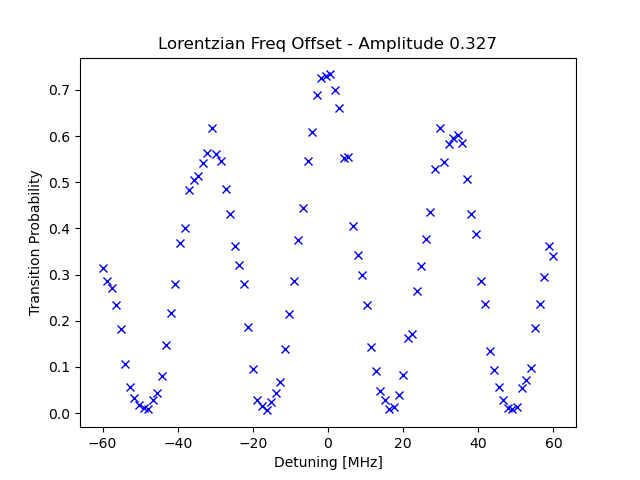 Lorentzian Freq Offset - Amplitude 0.327
Transition Probability
0.7
0.6
0.5
0.4
0.3
0.2
0.1
0.0
−60 −40 −20 0 20 40 60
Detuning [MHz]